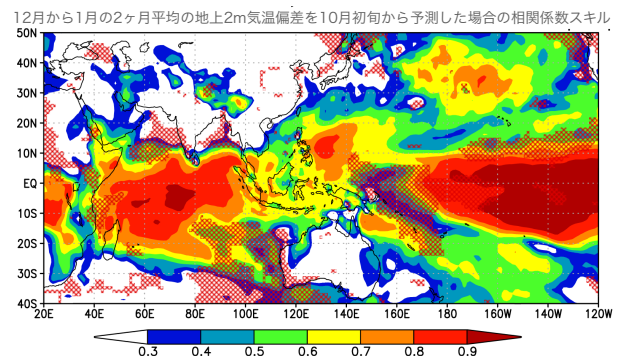 12月から1月の2ヶ月平均の地上2m気温偏差を10月初旬から予測した場合の相関係数スキル
50N
40N
30N
20N
10N
EQ
10S
20S
30S
40S
20E 40E 60E 80E 100E 120E 140E 160E 180 160W 140W 120W
0.3 0.4 0.5 0.6 0.7 0.8 0.9